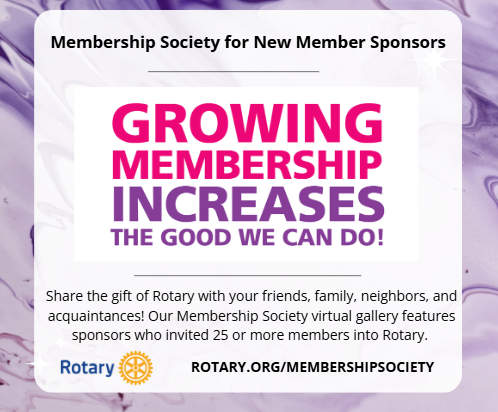 Membership Society for New Member Sponsors
GROWING
MEMBERSHIP
INCREASES
THE GOOD WE CAN DO!
Share the gift of Rotary with your friends, family, neighbors, and
acquaintances! Our Membership Society virtual gallery features
sponsors who invited 25 or more members into Rotary.
Rotary
ROTARY.ORG/MEMBERSHIPSOCIETY